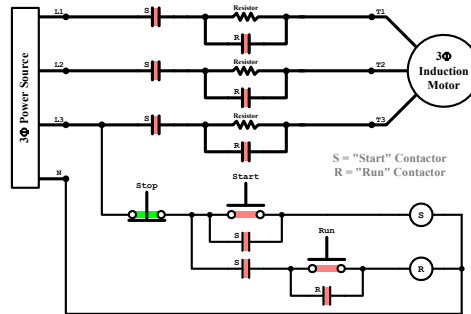 3Φ Power Source
L1
S
Resistor
R
T1
L2
S
Resistor
R
T2
L3
S
Resistor
R
T3
N
3Φ
Induction
Motor
S = "Start" Contactor
R = "Run" Contactor
Stop
Start
S
S
Run
S
R
R